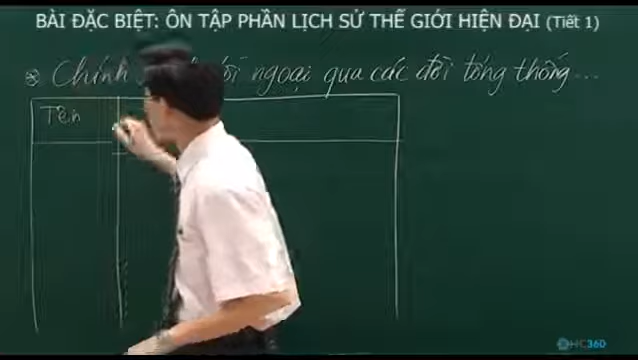 BÀI ĐẶC BIỆT: ÔN TẬP PHẦN LỊCH SỬ THẾ GIỚI HIỆN ĐẠI (Tiết 1)
Chính ngoại qua các đời tổng thống...
Tên
HC360